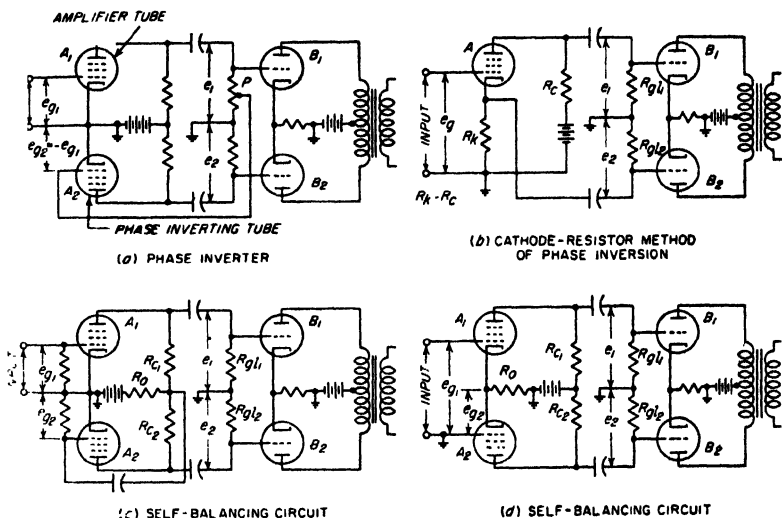 AMPLIFIER TUBE
A1
eg1
eg2=-eg1
A2
P
e1
e2
B1
B2
PHASE INVERTING TUBE
(a) PHASE INVERTER
A
INPUT
eg
Rk
Rc
Rk-Rc
e1
e2
Rgl1
Rgl2
B1
B2
(b) CATHODE-RESISTOR METHOD
OF PHASE INVERSION
A1
eg1
eg2
A2
Ro
Rc1
Rc2
e1
e2
Rgl1
Rgl2
B1
B2
(c) SELF-BALANCING CIRCUIT
A1
INPUT
eg1
eg2
A2
Ro
Rc1
Rc2
e1
e2
Rgl1
Rgl2
B1
B2
(d) SELF-BALANCING CIRCUIT